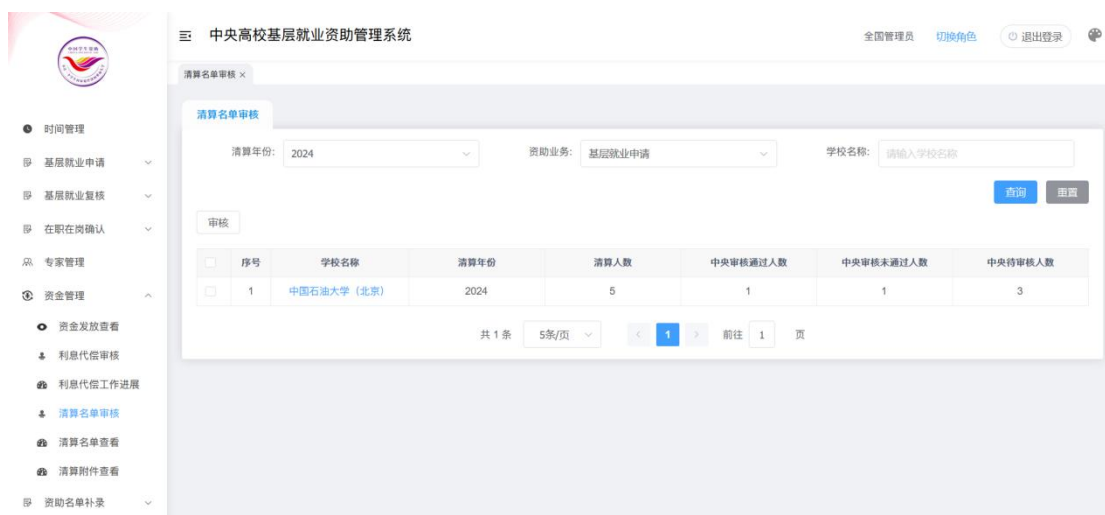 中央高校基层就业资助管理系统
全国管理员 切换角色 退出登录
清算名单审核 ×
时间管理
基层就业申请
基层就业复核
在职在岗确认
专家管理
资金管理
资金发放查看
利息代偿审核
利息代偿工作进展
清算名单审核
清算名单查看
清算附件查看
资助名单补录
清算名单审核
清算年份: 2024 资助业务: 基层就业申请 学校名称: 请输入学校名称
查询 重置
审核
序号 学校名称 清算年份 清算人数 中央审核通过人数 中央审核未通过人数 中央待审核人数
1 中国石油大学（北京） 2024 5 1 1 3
共 1 条 5条/页 < 1 > 前往 1 页